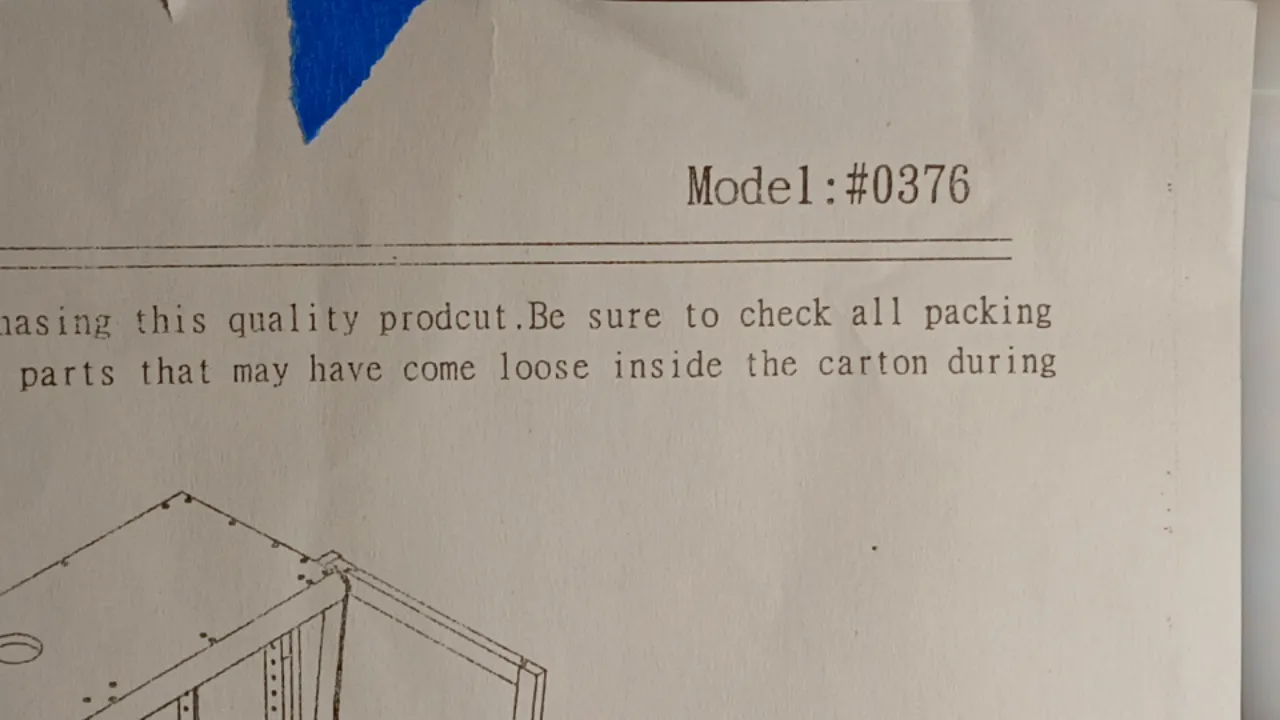 Model:#0376
hasing this quality prodcut.Be sure to check all packing
parts that may have come loose inside the carton during